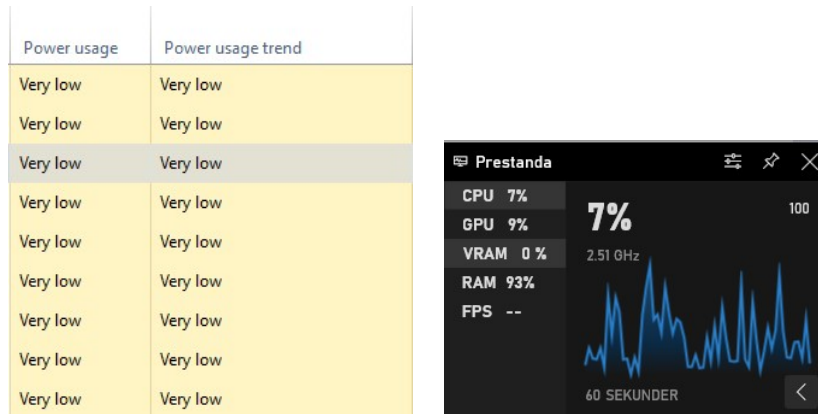 Power usage Power usage trend
Very low Very low
Very low Very low
Very low Very low
Very low Very low
Very low Very low
Very low Very low
Very low Very low
Very low Very low
Very low Very low
Prestanda
CPU 7%
GPU 9%
VRAM 0 %
RAM 93%
FPS --
7%
100
2.51 GHz
60 SEKUNDER